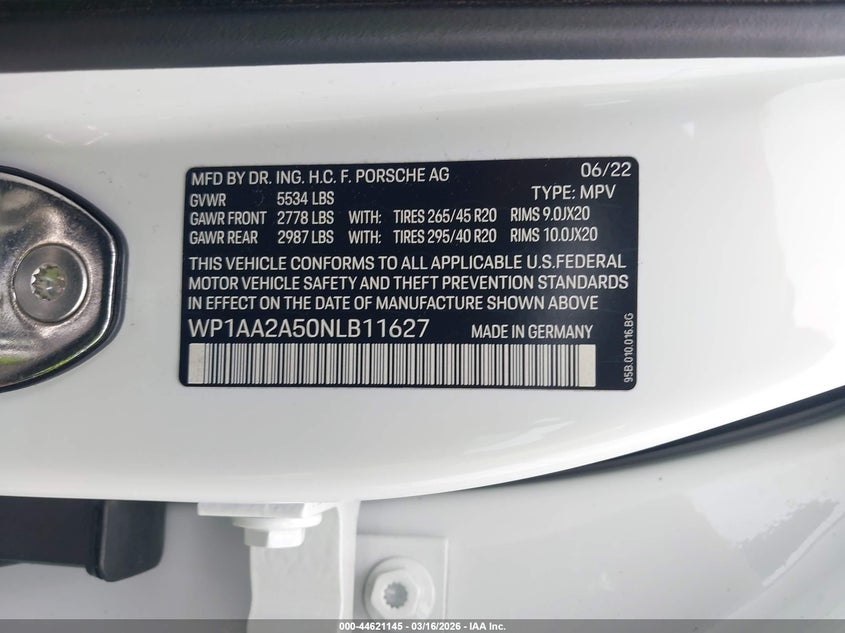 MFD BY DR. ING. H.C. F. PORSCHE AG 06/22
GVWR 5534 LBS TYPE: MPV
GAWR FRONT 2778 LBS WITH: TIRES 265/45 R20 RIMS 9.0JX20
GAWR REAR 2987 LBS WITH: TIRES 295/40 R20 RIMS 10.0JX20
THIS VEHICLE CONFORMS TO ALL APPLICABLE U.S.FEDERAL
MOTOR VEHICLE SAFETY AND THEFT PREVENTION STANDARDS
IN EFFECT ON THE DATE OF MANUFACTURE SHOWN ABOVE
WP1AA2A50NLB11627 MADE IN GERMANY
95B.010.016.BG
000-44621145 - 03/16/2026 - IAA Inc.